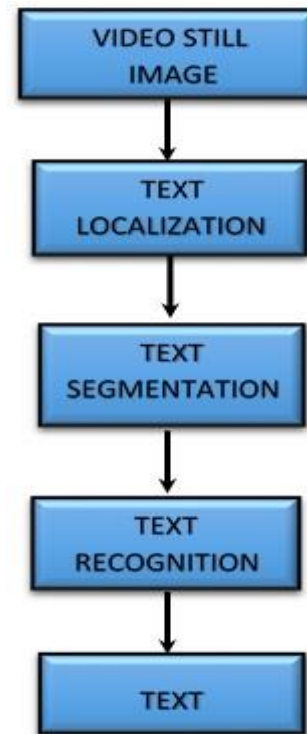 VIDEO STILL
IMAGE
TEXT
LOCALIZATION
TEXT
SEGMENTATION
TEXT
RECOGNITION
TEXT